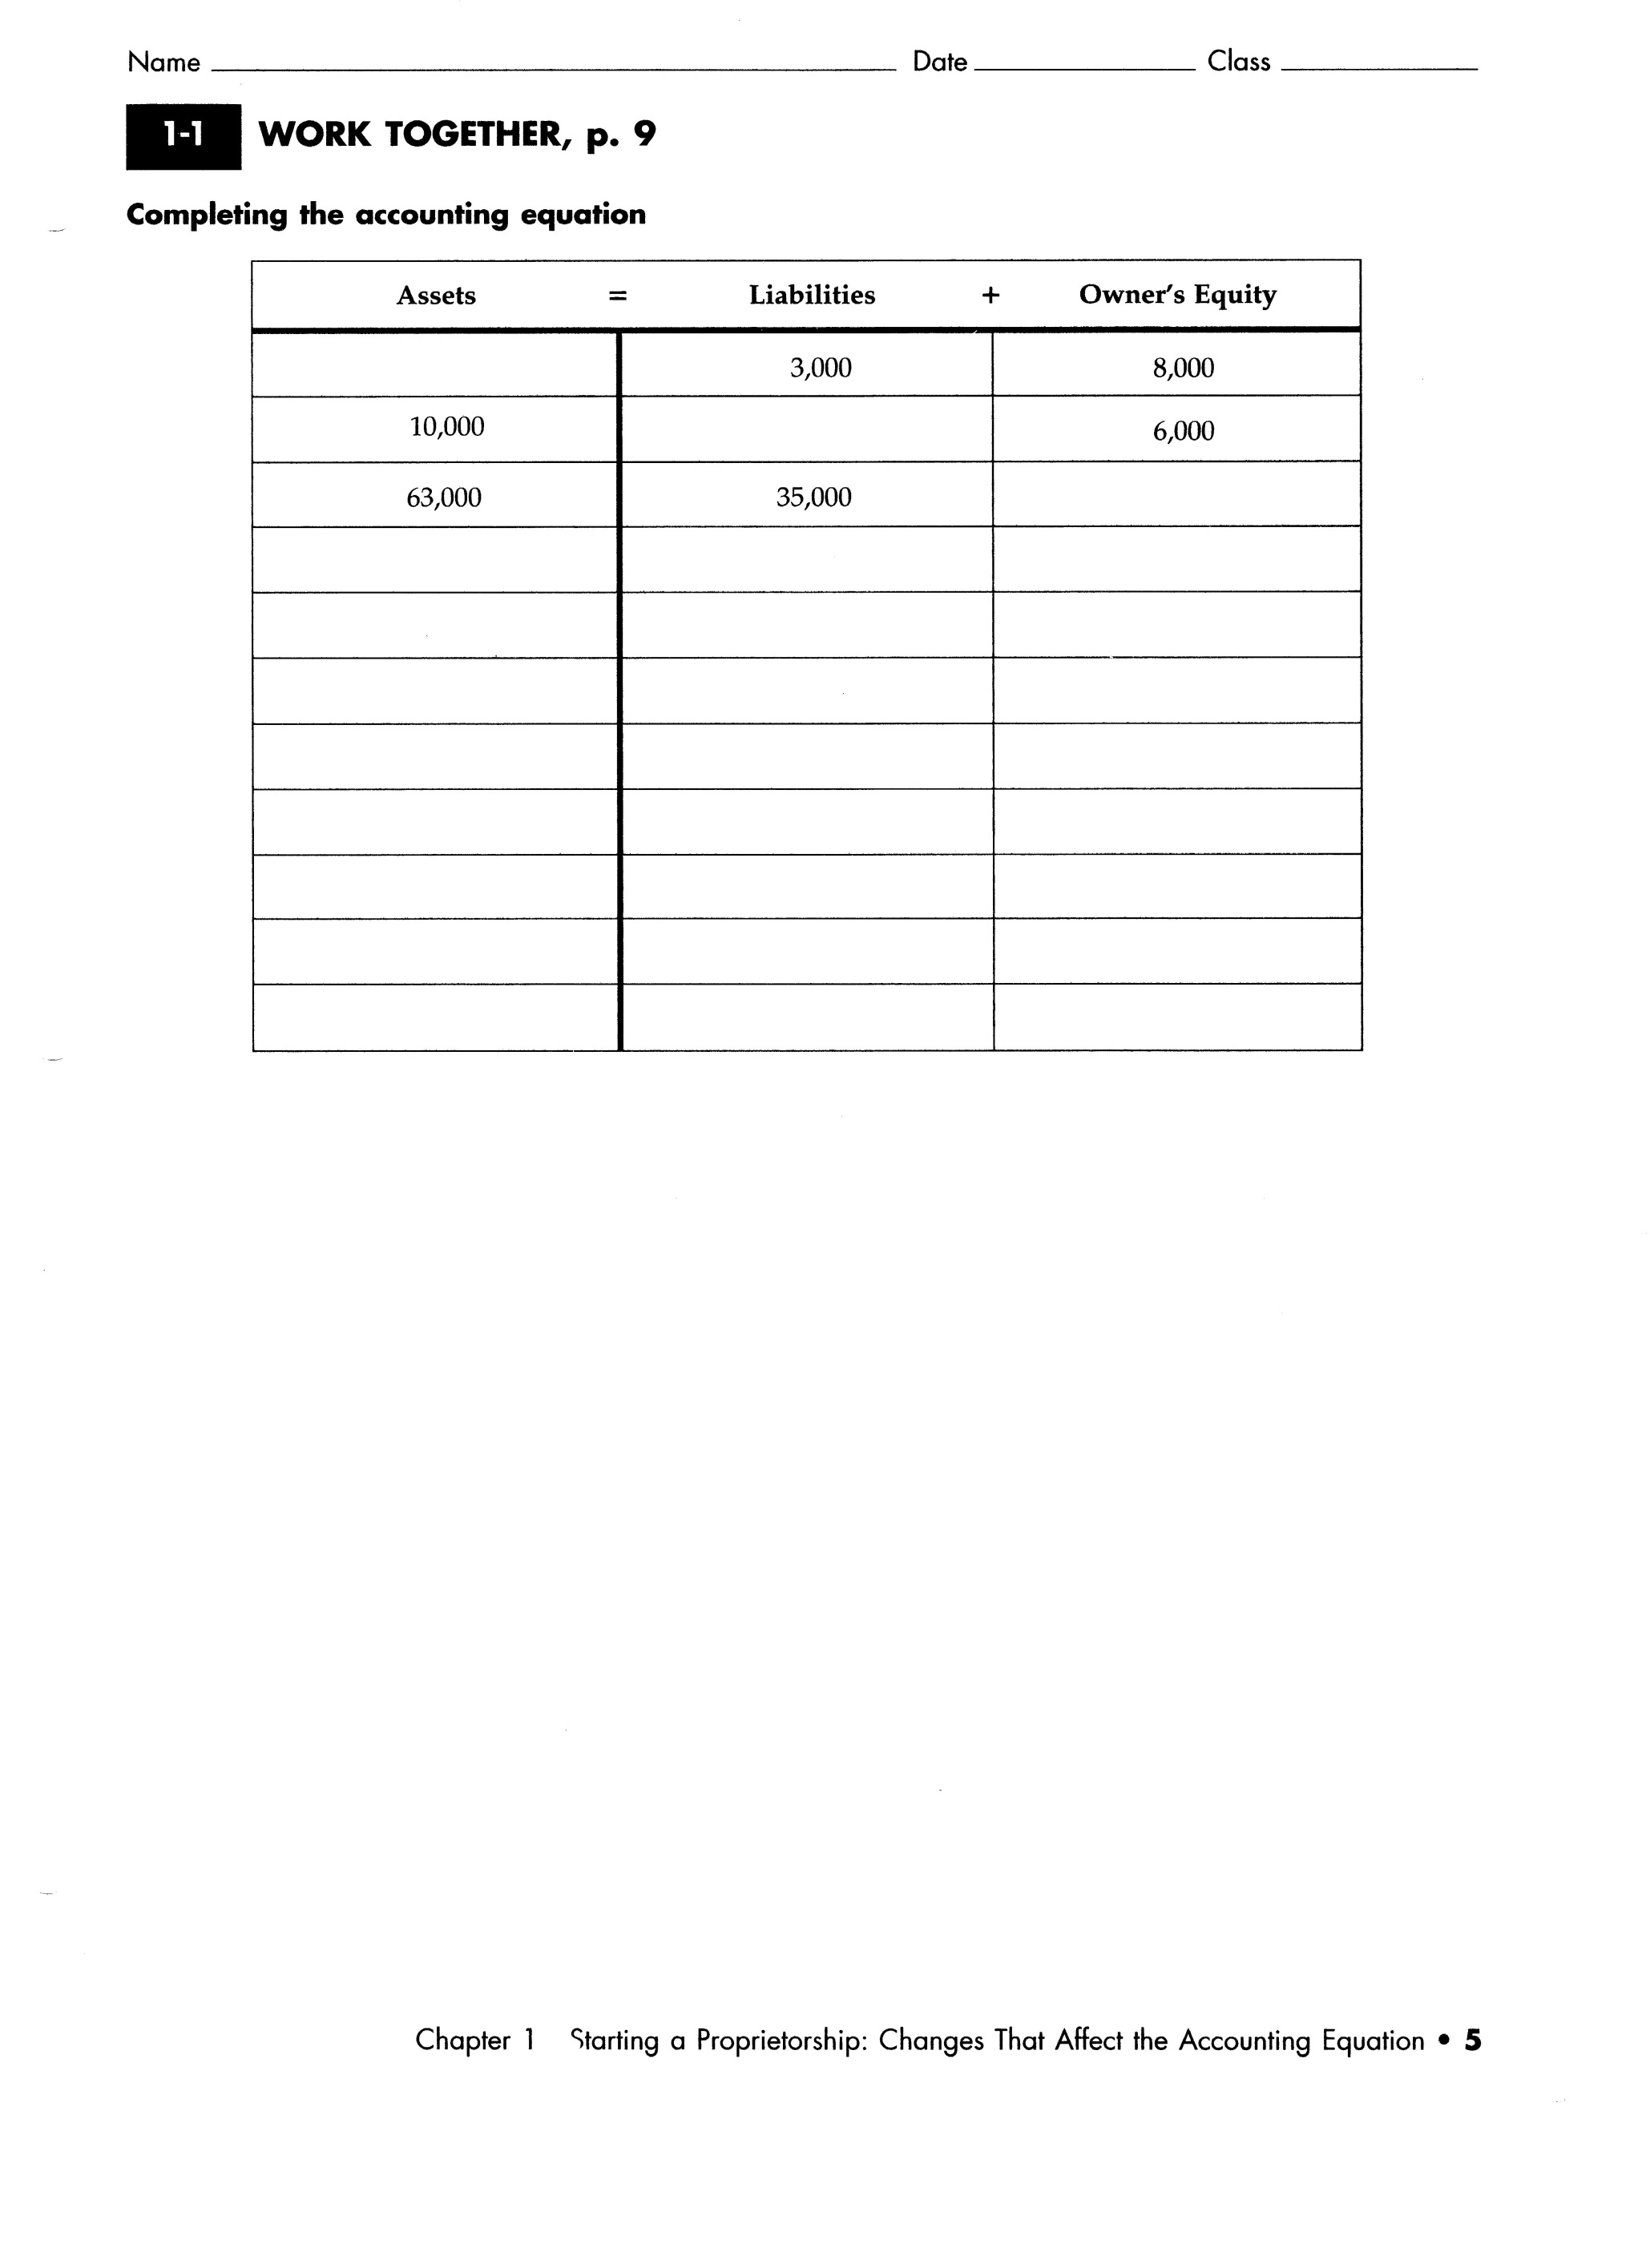 Name Date Class
1-1 WORK TOGETHER, p. 9
Completing the accounting equation
Assets = Liabilities + Owner's Equity
3,000 8,000
10,000 6,000
63,000 35,000
Chapter 1 Starting a Proprietorship: Changes That Affect the Accounting Equation • 5